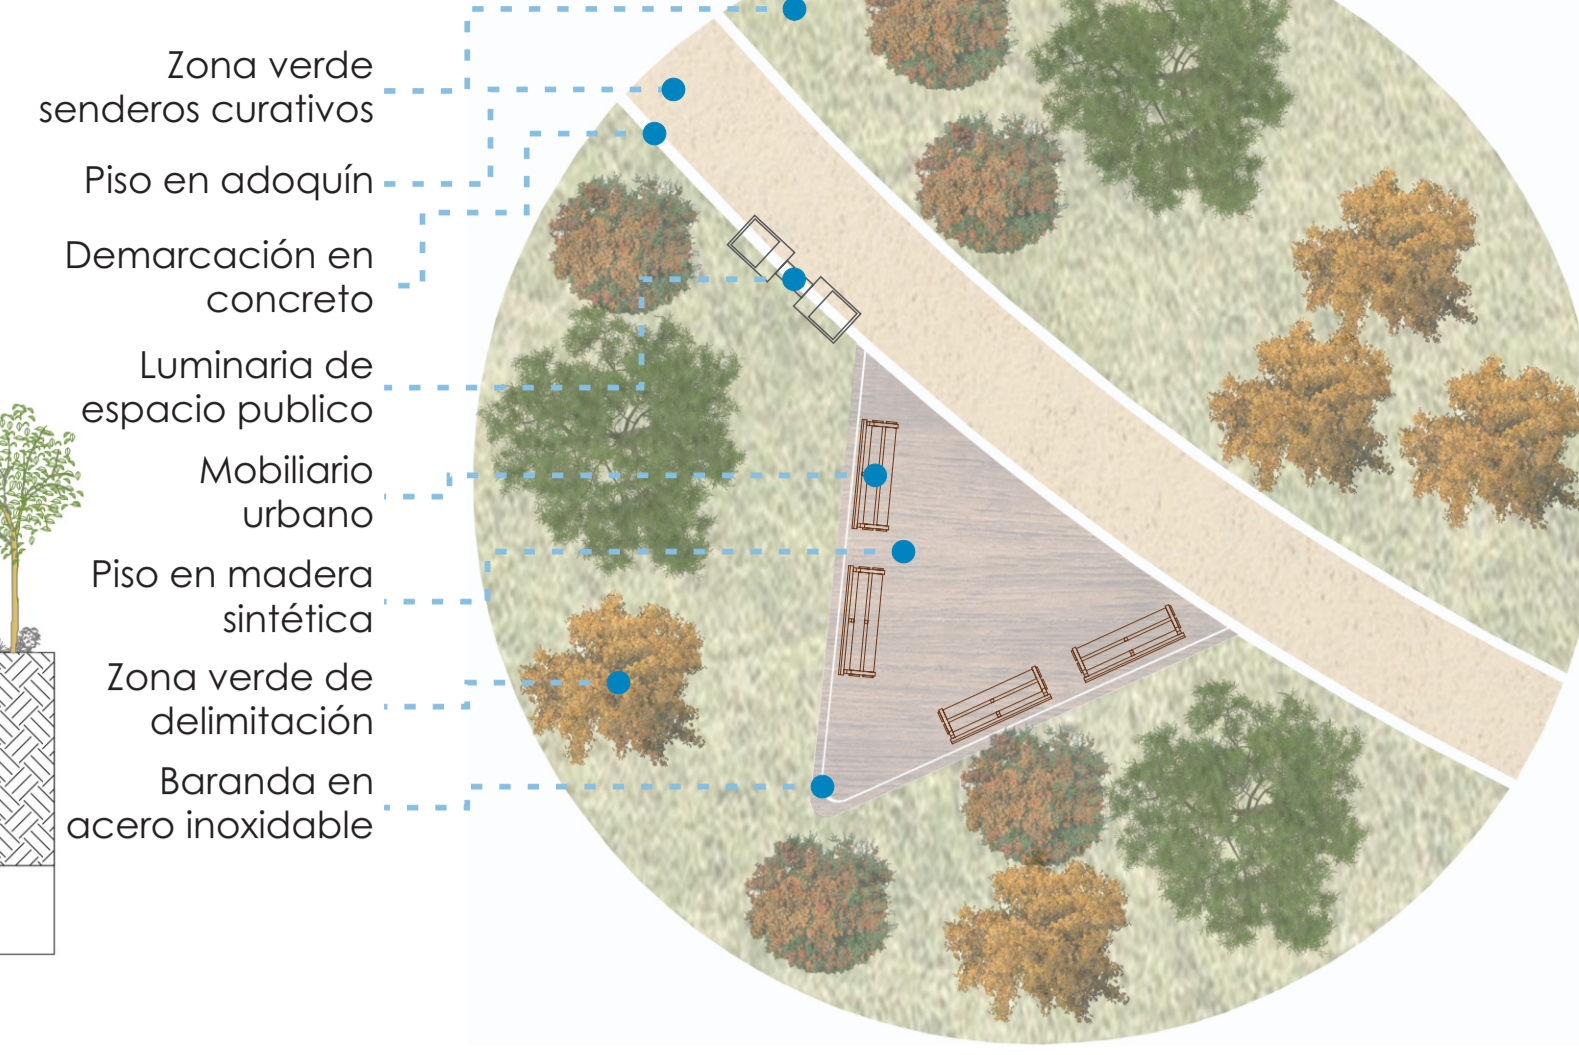 Zona verde
senderos curativos
Piso en adoquín
Demarcación en
concreto
Luminaria de
espacio publico
Mobiliario
urbano
Piso en madera
sintética
Zona verde de
delimitación
Baranda en
acero inoxidable